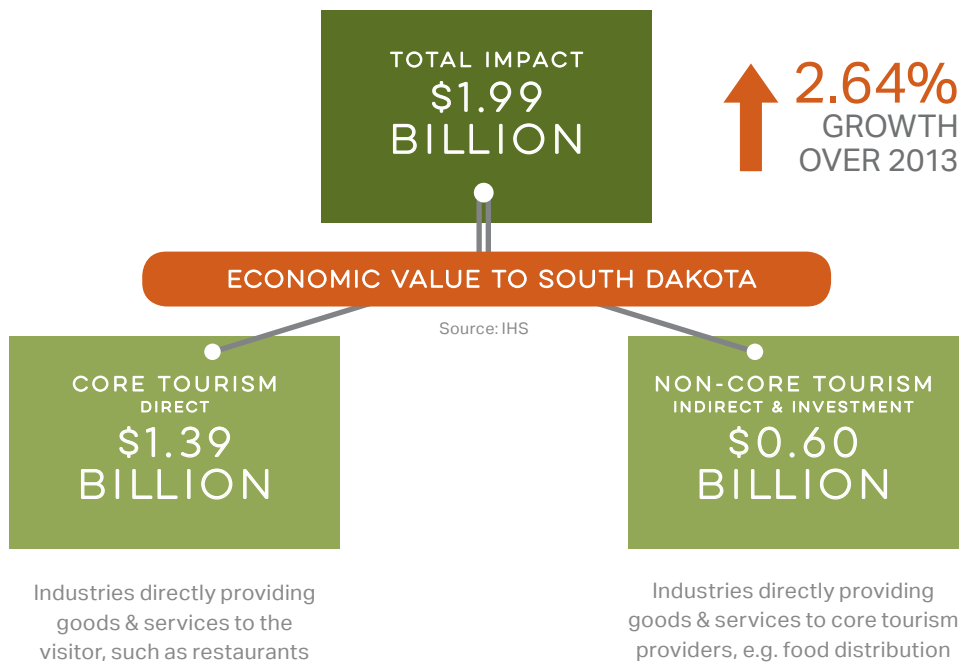 TOTAL IMPACT
$1.99
BILLION
2.64%
GROWTH
OVER 2013
ECONOMIC VALUE TO SOUTH DAKOTA
Source: IHS
CORE TOURISM
DIRECT
$1.39
BILLION
NON-CORE TOURISM
INDIRECT & INVESTMENT
$0.60
BILLION
Industries directly providing
goods & services to the
visitor, such as restaurants
Industries directly providing
goods & services to core tourism
providers, e.g. food distribution